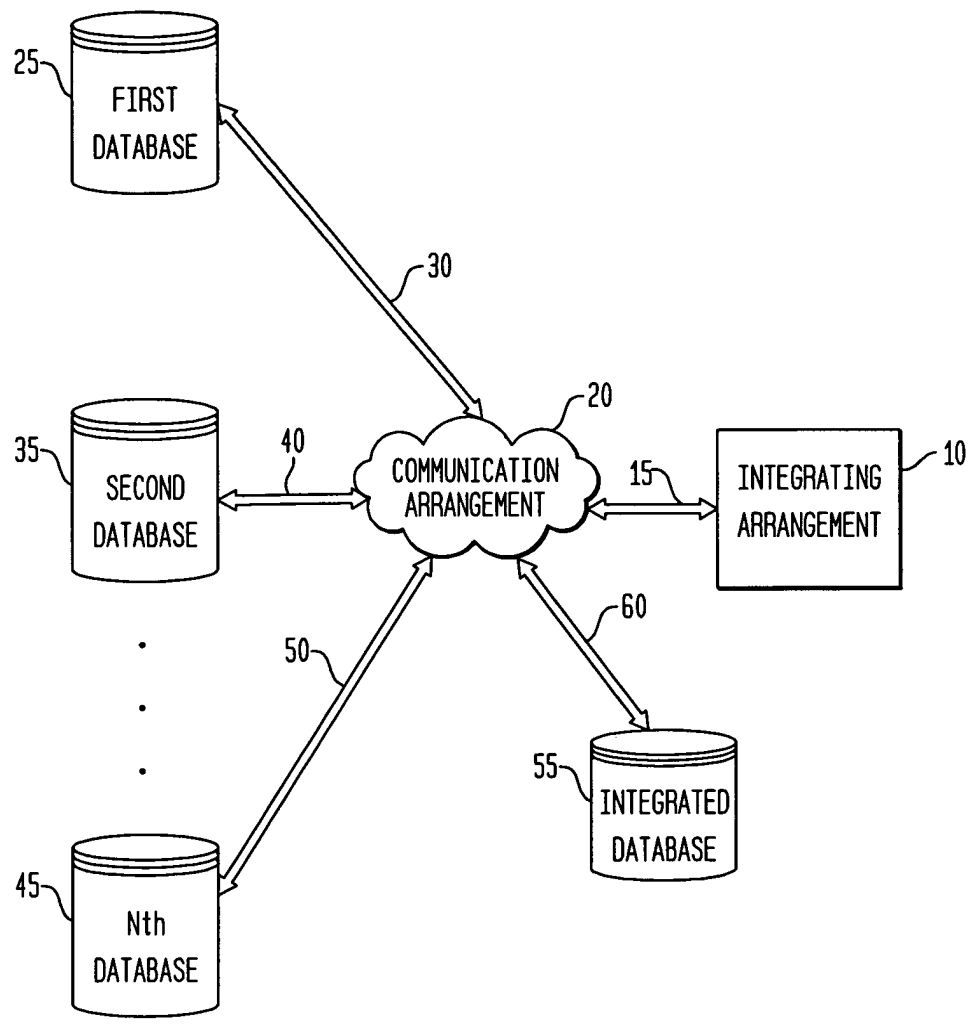 25
FIRST
DATABASE
30
20
35
SECOND
DATABASE
40
COMMUNICATION
ARRANGEMENT
15
INTEGRATING
ARRANGEMENT
10
50
60
55
INTEGRATED
DATABASE
45
Nth
DATABASE